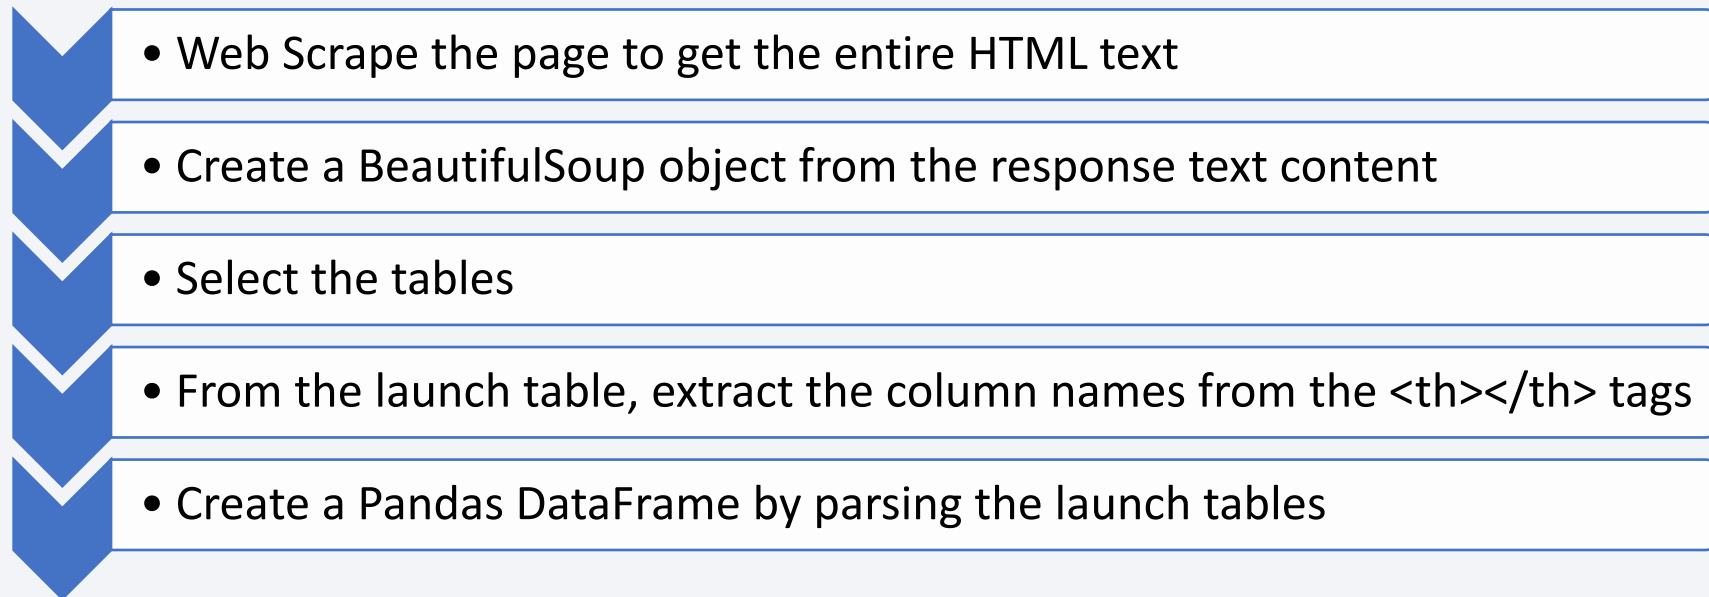 • Web Scrape the page to get the entire HTML text
• Create a BeautifulSoup object from the response text content
• Select the tables
• From the launch table, extract the column names from the <th></th> tags
• Create a Pandas DataFrame by parsing the launch tables